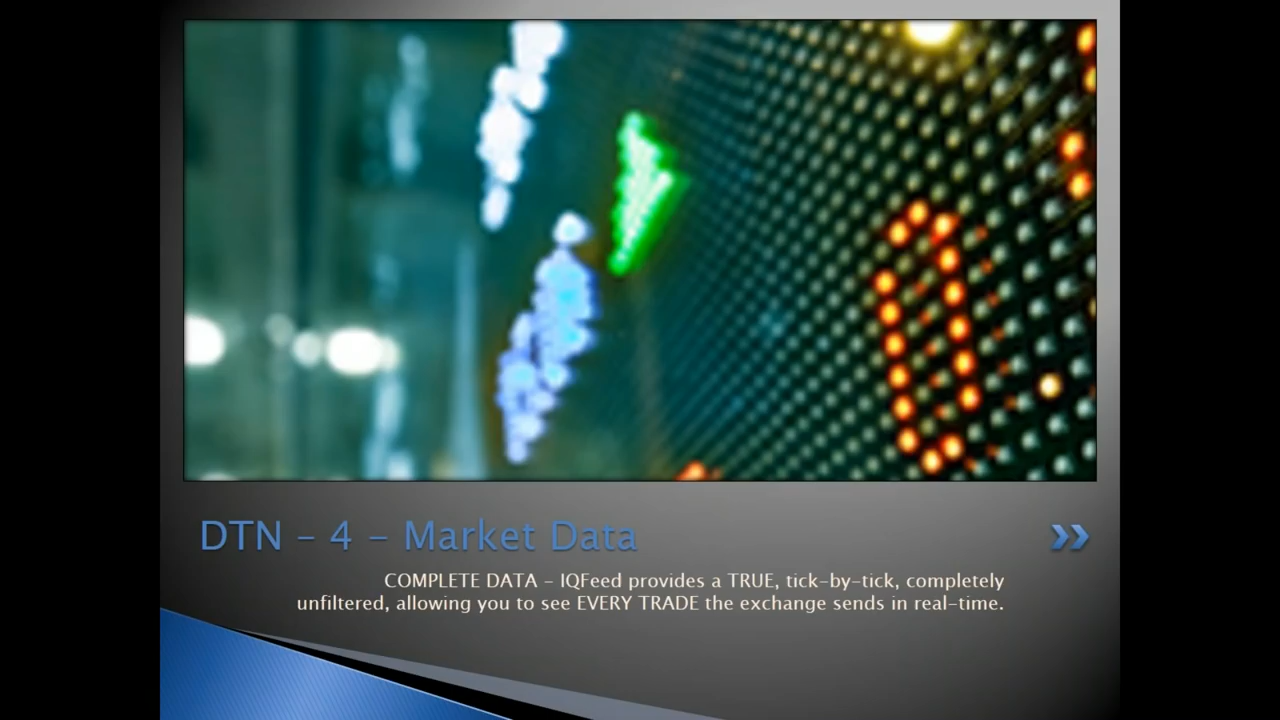 DTN – 4 – Market Data
COMPLETE DATA – IQFeed provides a TRUE, tick-by-tick, completely
unfiltered, allowing you to see EVERY TRADE the exchange sends in real-time.